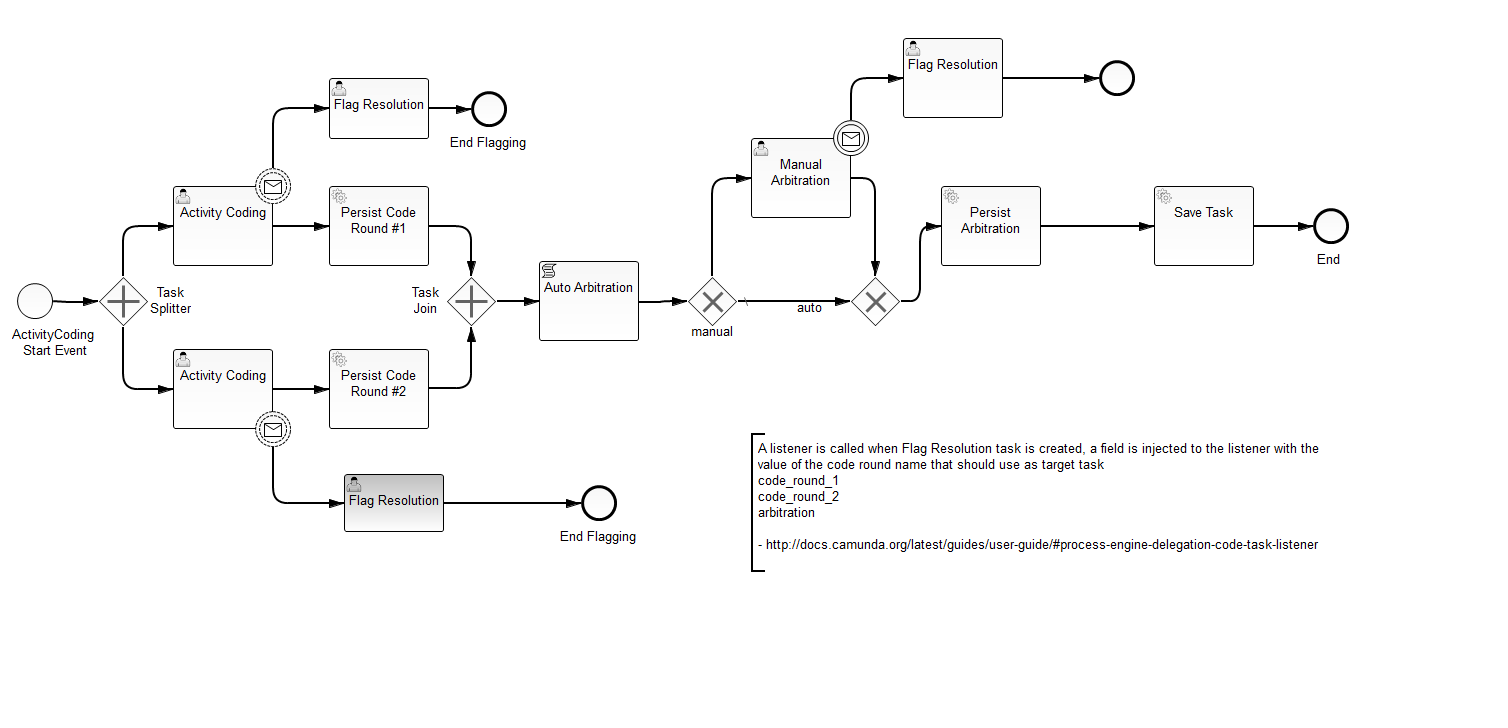 Flag Resolution
End Flagging
Activity Coding
Persist Code
Round #1
ActivityCoding
Start Event
Task
Splitter
Task
Join
Activity Coding
Persist Code
Round #2
Flag Resolution
End Flagging
Auto Arbitration
manual
auto
Manual
Arbitration
Flag Resolution
Persist
Arbitration
Save Task
End
A listener is called when Flag Resolution task is created, a field is injected to the listener with the
value of the code round name that should use as target task
code_round_1
code_round_2
arbitration
- http://docs.camunda.org/latest/guides/user-guide/#process-engine-delegation-code-task-listener